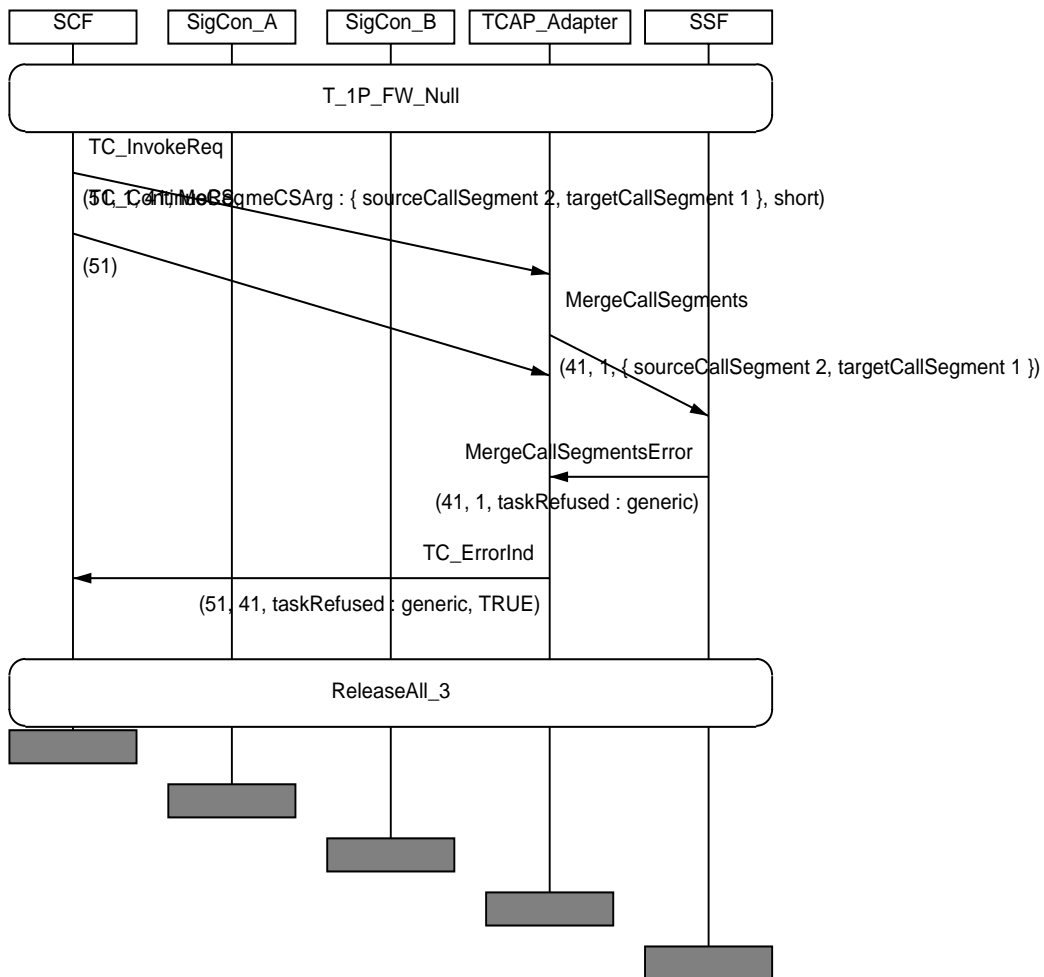 SCF
SigCon_A
SigCon_B
TCAP_Adapter
SSF
T_1P_FW_Null
TC_InvokeReq
meCSArg : { sourceCallSegment 2, targetCallSegment 1 }, short)
(51)
MergeCallSegments
(41, 1, { sourceCallSegment 2, targetCallSegment 1 })
MergeCallSegmentsError
(41, 1, taskRefused : generic)
TC_ErrorInd
(51, 41, taskRefused : generic, TRUE)
ReleaseAll_3